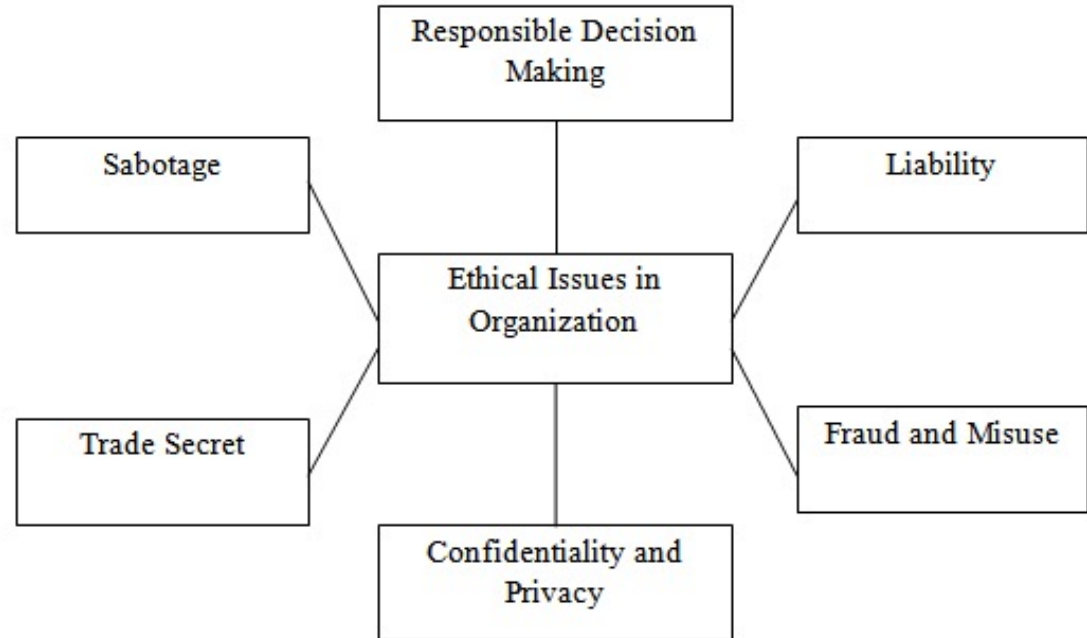 Responsible Decision
Making
Sabotage
Liability
Ethical Issues in
Organization
Trade Secret
Fraud and Misuse
Confidentiality and
Privacy